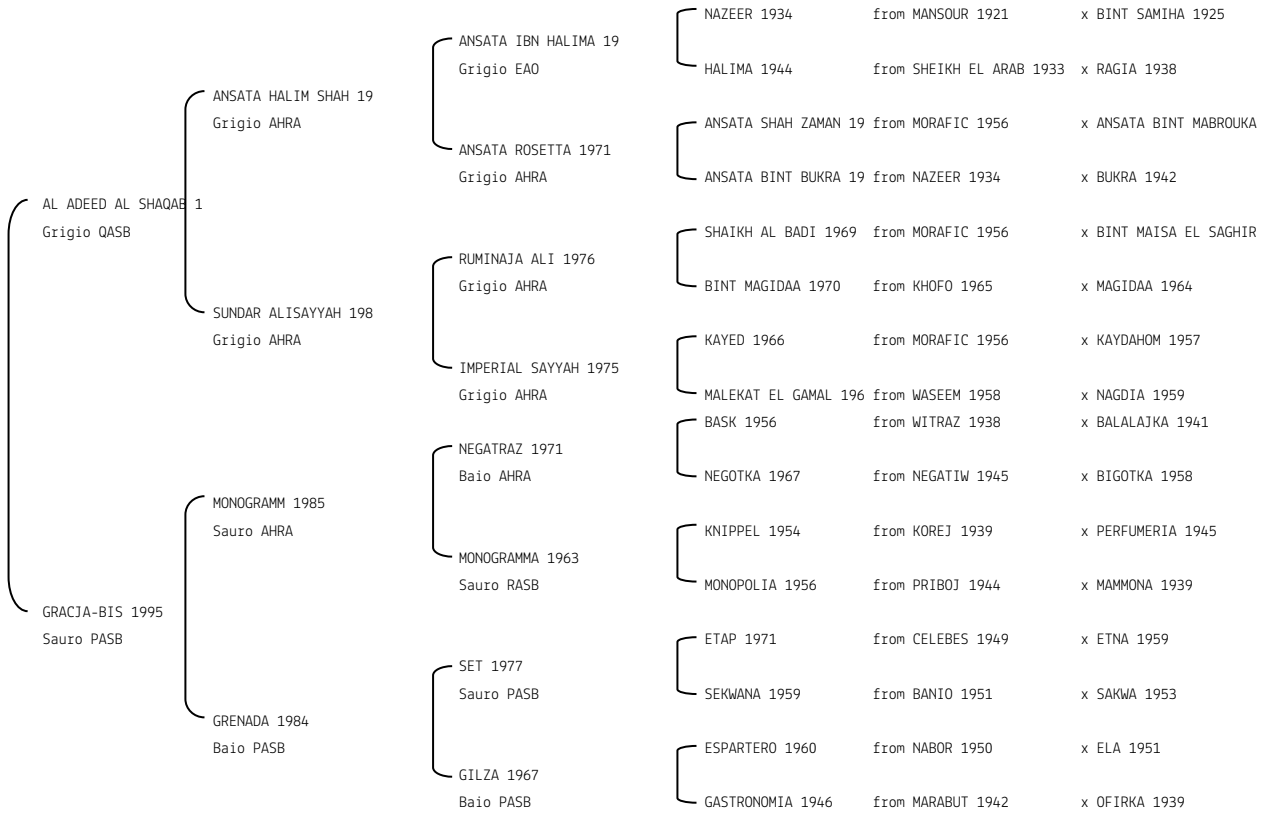 NAZEER 1934 from MANSOUR 1921 x BINT SAMIHA 1925
ANSATA IBN HALIMA 19
Grigio EAO
HALIMA 1944 from SHEIKH EL ARAB 1933 x RAGIA 1938
ANSATA HALIM SHAH 19
Grigio AHRA
ANSATA SHAH ZAMAN 19 from MORAFIC 1956 x ANSATA BINT MABROUKA
ANSATA ROSETTA 1971
Grigio AHRA
ANSATA BINT BUKRA 19 from NAZEER 1934 x BUKRA 1942
AL ADEED AL SHAQAB 1
Grigio QASB
SHAIKH AL BADI 1969 from MORAFIC 1956 x BINT MAISA EL SAGHIR
RUMINAJA ALI 1976
Grigio AHRA
BINT MAGIDAA 1970 from KHOFO 1965 x MAGIDAA 1964
SUNDAR ALISAYYAH 198
Grigio AHRA
KAYED 1966 from MORAFIC 1956 x KAYDAHOM 1957
IMPERIAL SAYYAH 1975
Grigio AHRA
MALEKAT EL GAMAL 196 from WASEEM 1958 x NAGDIA 1959
BASK 1956 from WITRAZ 1938 x BALALAJKA 1941
NEGATRAZ 1971
Baio AHRA
NEGOTKA 1967 from NEGATIW 1945 x BIGOTKA 1958
MONOGRAMM 1985
Sauro AHRA
KNIPPEL 1954 from KOREJ 1939 x PERFUMERIA 1945
MONOGRAMMA 1963
Sauro RASB
MONOPOLIA 1956 from PRIBOJ 1944 x MAMMONA 1939
GRACJA-BIS 1995
Sauro PASB
ETAP 1971 from CELEBES 1949 x ETNA 1959
SET 1977
Sauro PASB
SEKWANA 1959 from BANIO 1951 x SAKWA 1953
GRENADA 1984
Baio PASB
ESPARTERO 1960 from NABOR 1950 x ELA 1951
GILZA 1967
Baio PASB
GASTRONOMIA 1946 from MARABUT 1942 x OFIRKA 1939